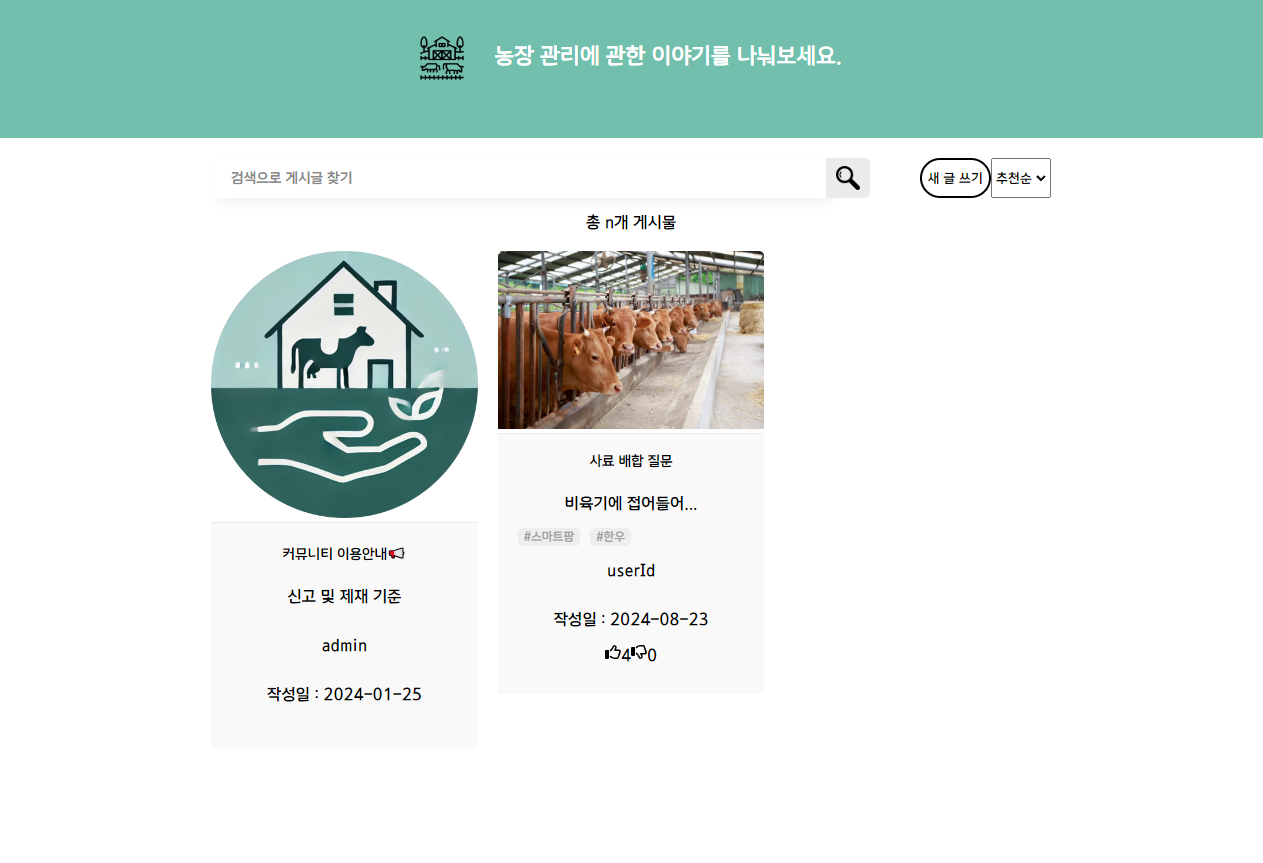 농장 관리에 관한 이야기를 나눠보세요.
검색으로 게시글 찾기
새 글 쓰기
추천순
총 n개 게시물
커뮤니티 이용안내
신고 및 제재 기준
admin
작성일 : 2024-01-25
사료 배합 질문
비육기에 접어들어...
#스마트팜 #한우
userId
작성일 : 2024-08-23
4 0